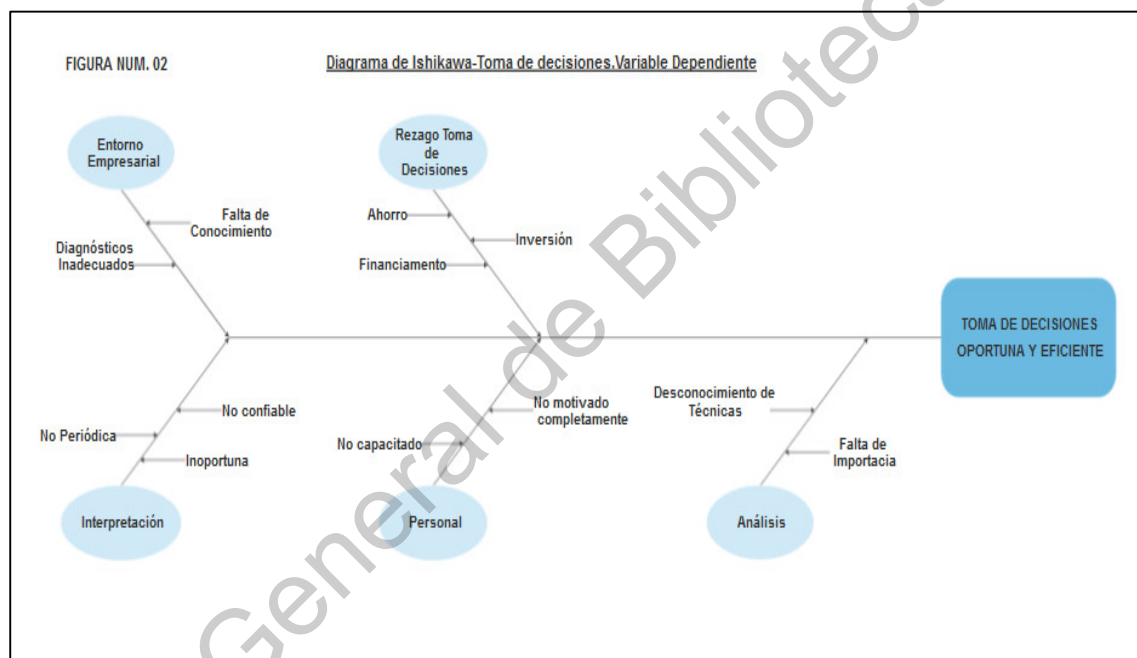 FIGURA NUM. 02
Diagrama de Ishikawa-Toma de decisiones.Variable Dependiente
Entorno
Empresarial
Rezago Toma
de
Decisiones
Falta de
Conocimiento
Diagnósticos
Inadecuados
Ahorro
Inversión
Financiamento
TOMA DE DECISIONES
OPORTUNA Y EFICIENTE
No confiable
No Periódica
Inoportuna
No motivado
completamente
No capacitado
Desconocimiento de
Técnicas
Falta de
Importacia
Interpretación
Personal
Análisis
General de Bibliotecas